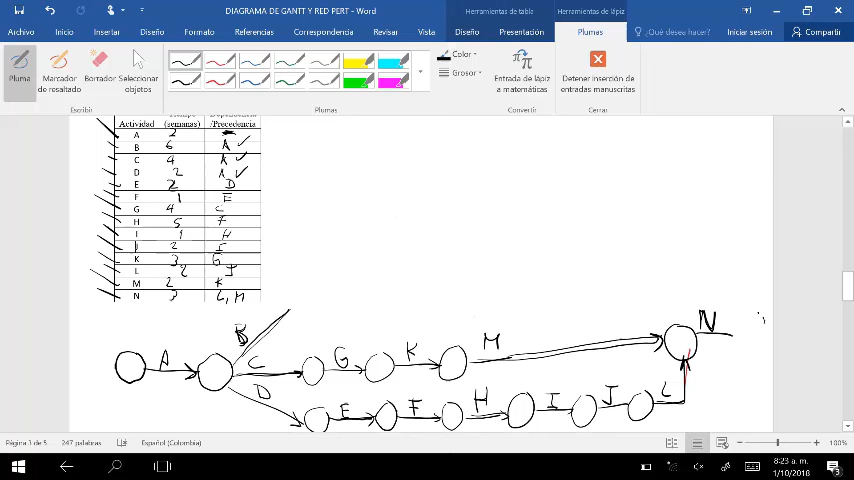 DIAGRAMA DE GANTT Y RED PERT - Word
Herramientas de tabla
Herramientas de lápiz
Archivo Inicio Insertar Diseño Formato Referencias Correspondencia Revisar Vista Diseño Presentación Plumas ¿Qué desea hacer? Iniciar sesión Compartir
Pluma
Marcador de resaltado
Borrador
Seleccionar objetos
Color
Grosor
Entrada de lápiz a matemáticas
Detener inserción de entradas manuscritas
Escribir Plumas Convertir Cerrar
Actividad (semanas) /Precedencia
A 2 -
B 6 A ✓
C 4 A ✓
D 2 A ✓
E 2 D
F 1 E
G 4 C
H 5 F
I 1 H
J 2 I
K 3 G
L 2 J
M 2 K
N 3 L, M
B
A C G K M N
D E F H I J L
Página 3 de 5 247 palabras Español (Colombia) 100%
8:23 a. m.
1/10/2018
3